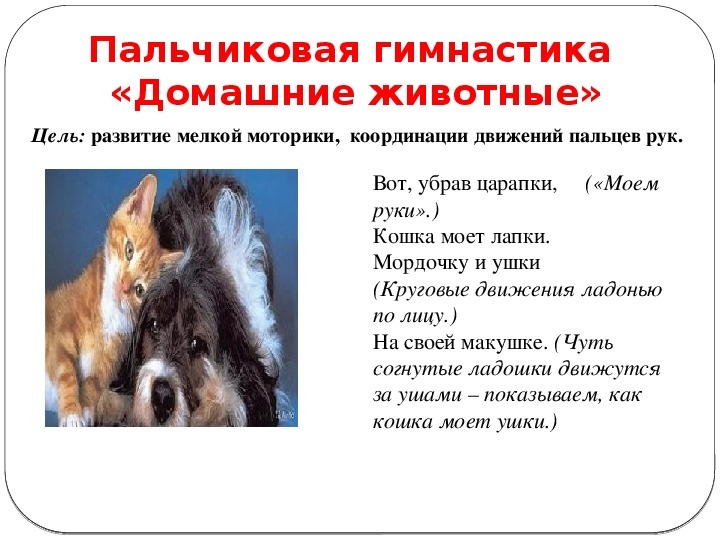 Пальчиковая гимнастика
«Домашние животные»
Цель: развитие мелкой моторики, координации движений пальцев рук.
Вот, убрав царапки, («Моем
руки».)
Кошка моет лапки.
Мордочку и ушки
(Круговые движения ладонью
по лицу.)
На своей макушке. (Чуть
согнутые ладошки движутся
за ушами – показываем, как
кошка моет ушки.)